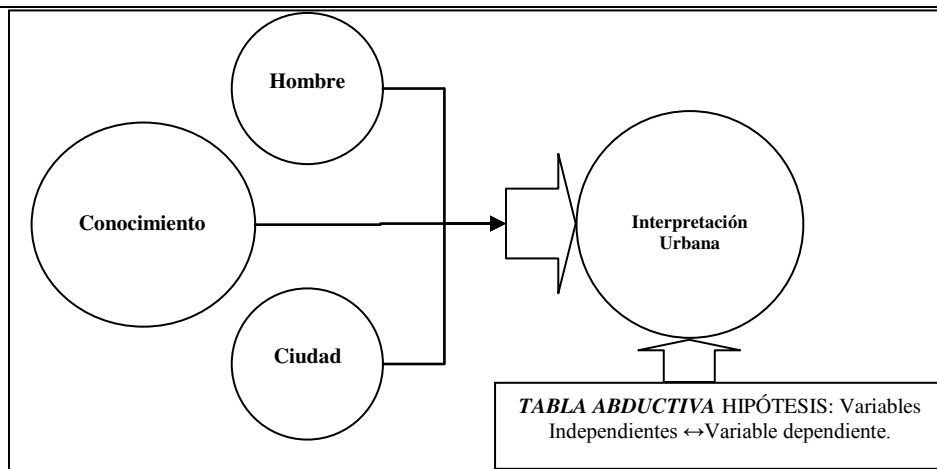 Hombre
Conocimiento
Interpretación
Urbana
Ciudad
TABLA ABDUCTIVA HIPÓTESIS: Variables
Independientes ↔Variable dependiente.